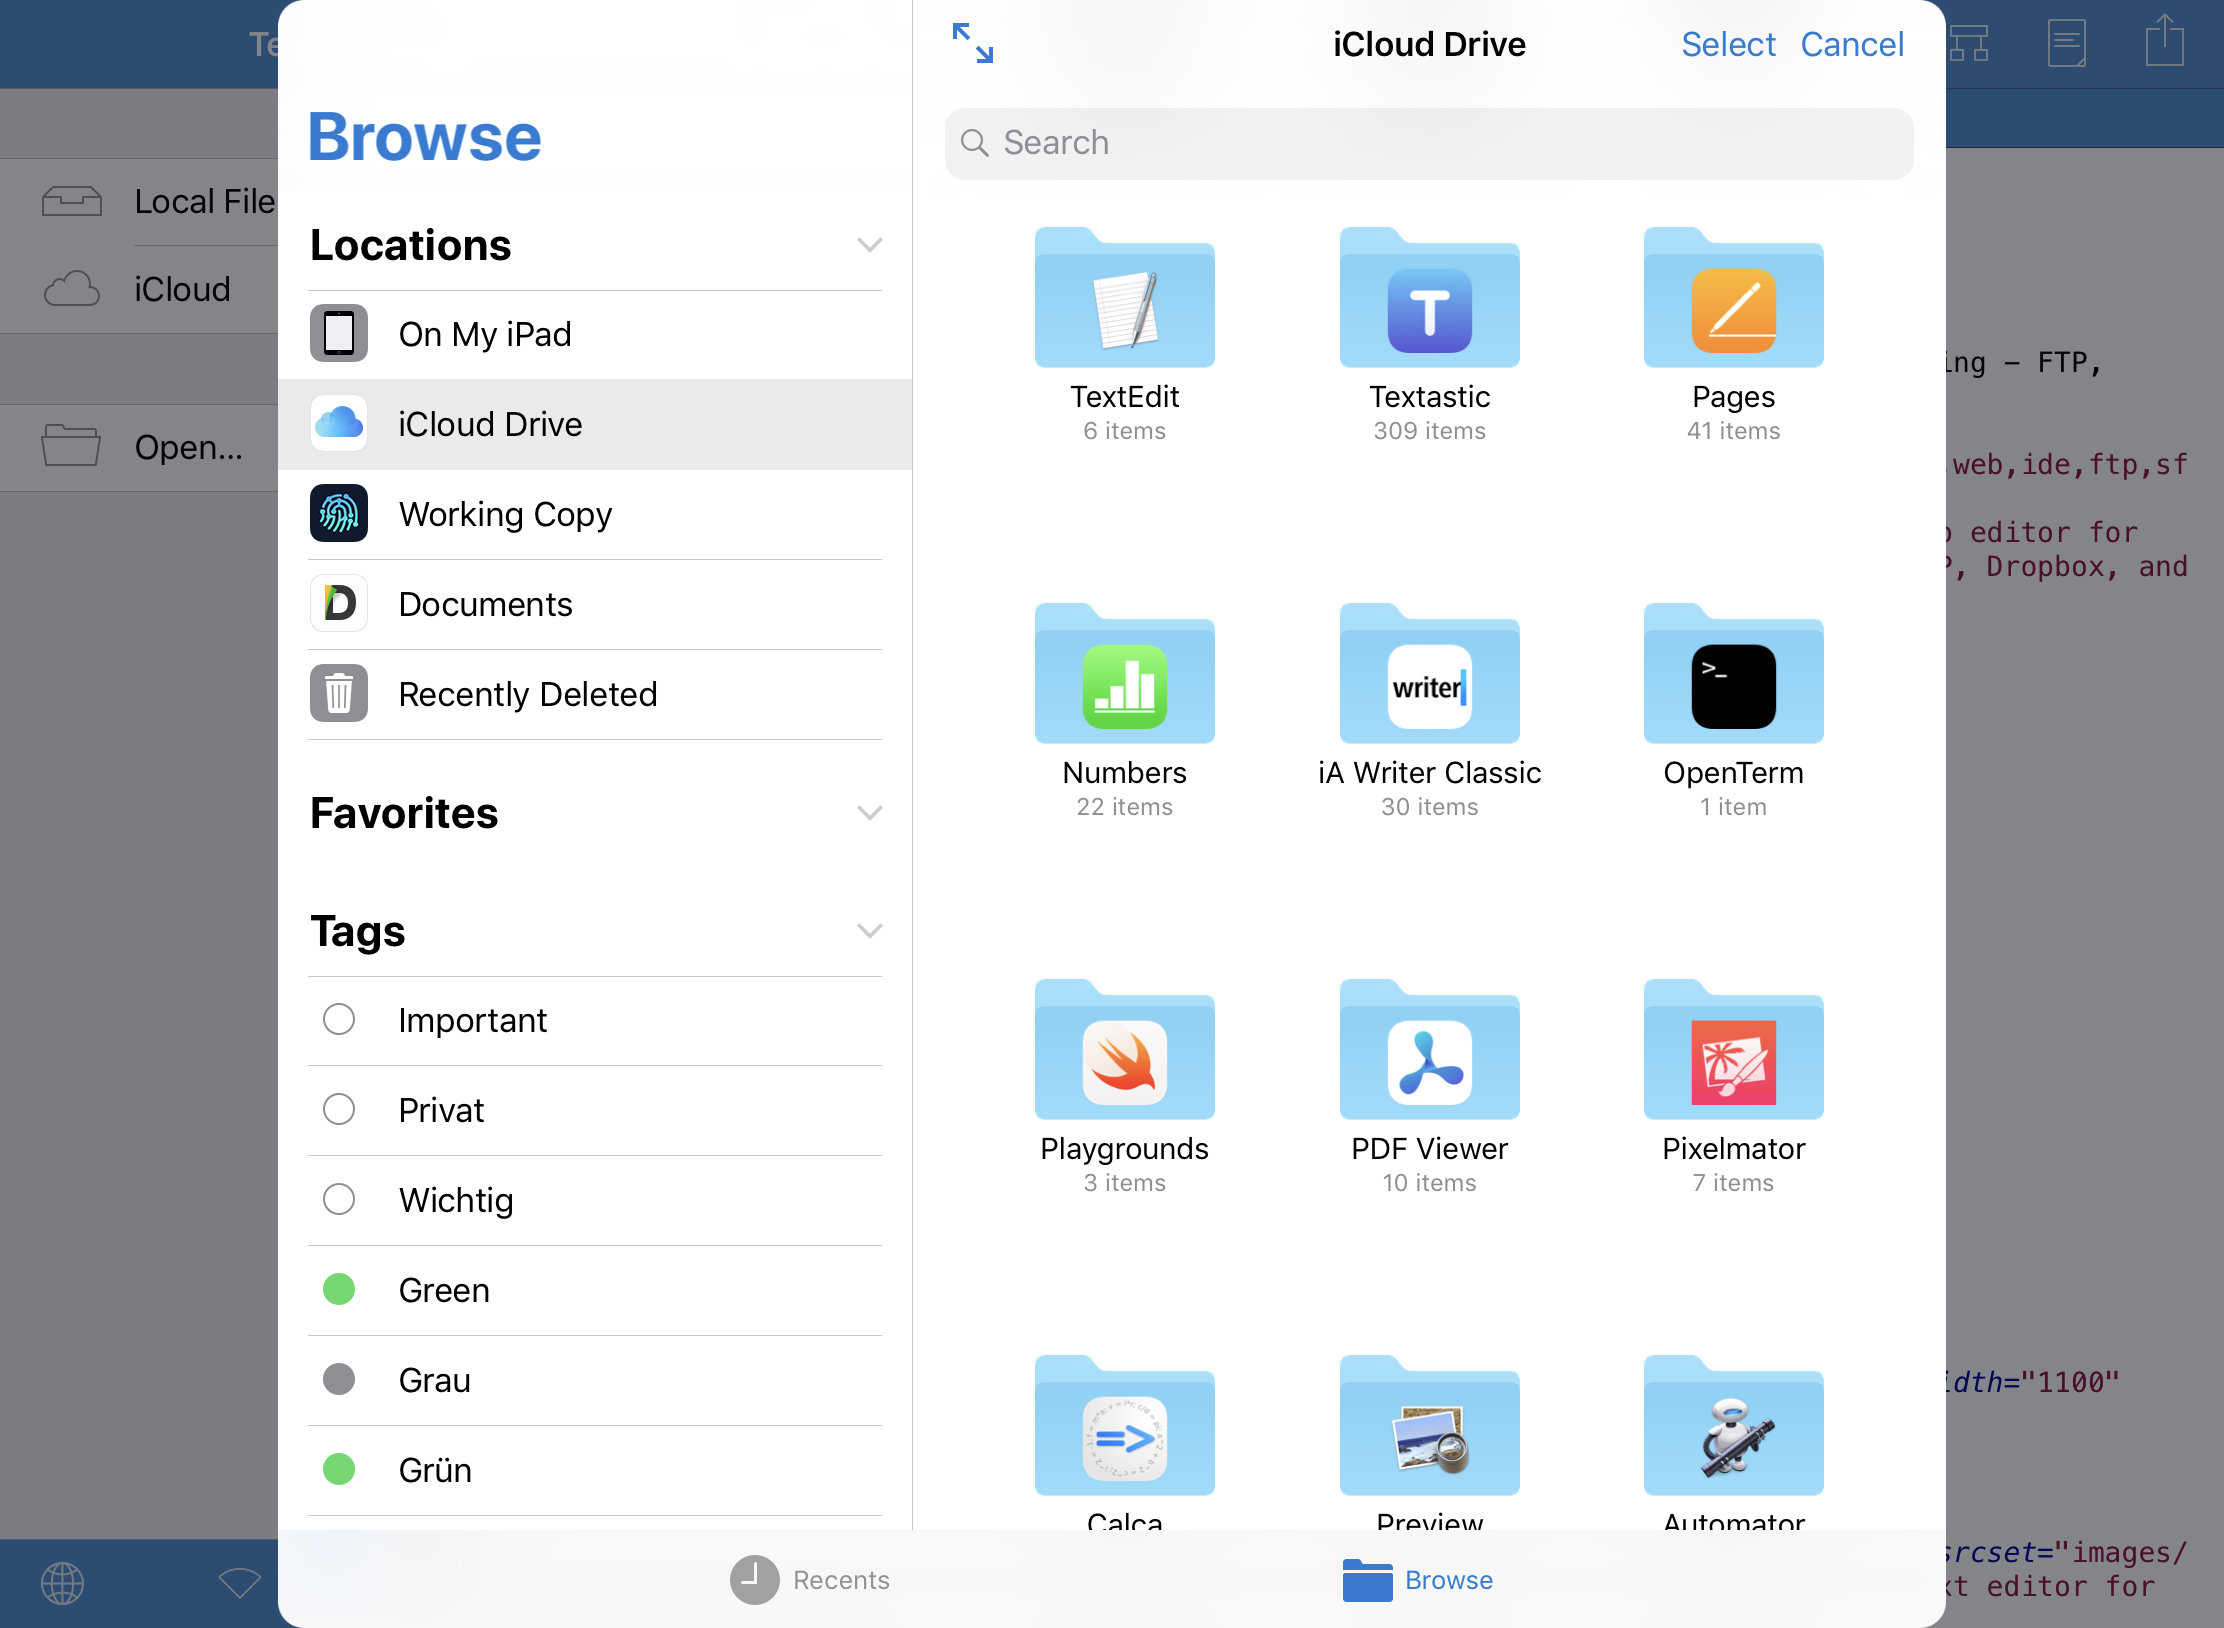 Te
Local File
iCloud
Open...
Browse
Locations
On My iPad
iCloud Drive
Working Copy
Documents
Recently Deleted
Favorites
Tags
Important
Privat
Wichtig
Green
Grau
Grün
iCloud Drive
Select
Cancel
Search
TextEdit
6 items
T
Textastic
309 items
Pages
41 items
Numbers
22 items
writer
iA Writer Classic
30 items
>_
OpenTerm
1 item
Playgrounds
3 items
PDF Viewer
10 items
Pixelmator
7 items
=>
Calca
Preview
Automator
Recents
Browse
ing – FTP,
,web,ide,ftp,sf
editor for
P, Dropbox, and
idth="1100"
srcset="images/
xt editor for